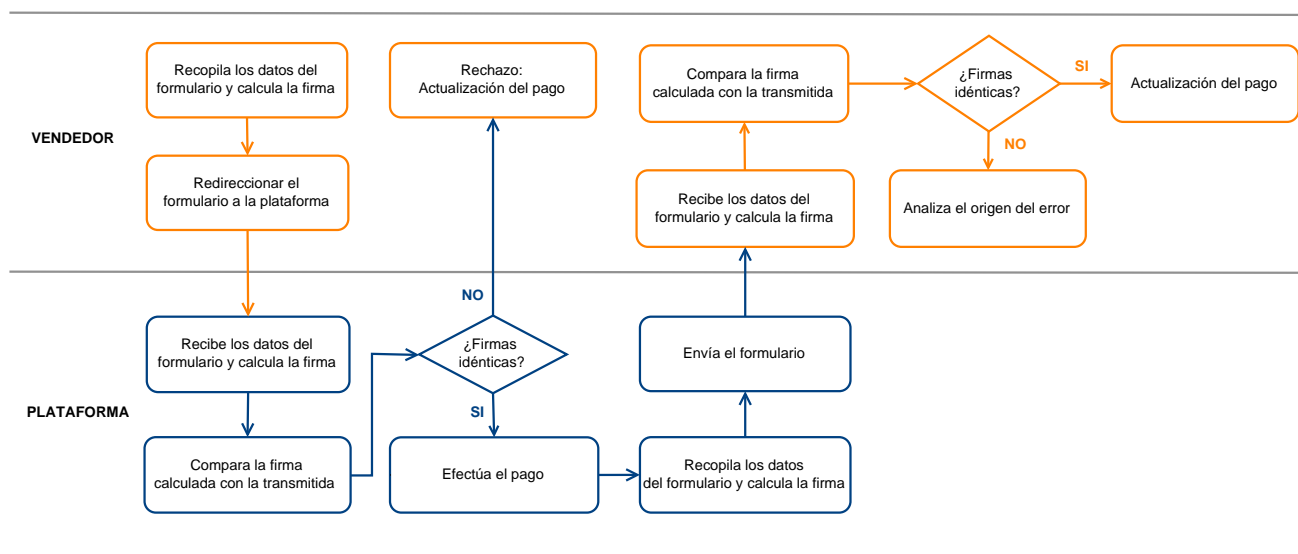 Recopila los datos del
formulario y calcula la firma
Rechazo:
Actualización del pago
Compara la firma
calculada con la transmitida
¿Firmas
idénticas?
SI
Actualización del pago
VENDEDOR
NO
Redireccionar el
formulario a la plataforma
Recibe los datos del
formulario y calcula la firma
Analiza el origen del error
NO
Recibe los datos del
formulario y calcula la firma
¿Firmas
idénticas?
Envía el formulario
PLATAFORMA
SI
Compara la firma
calculada con la transmitida
Efectúa el pago
Recopila los datos
del formulario y calcula la firma